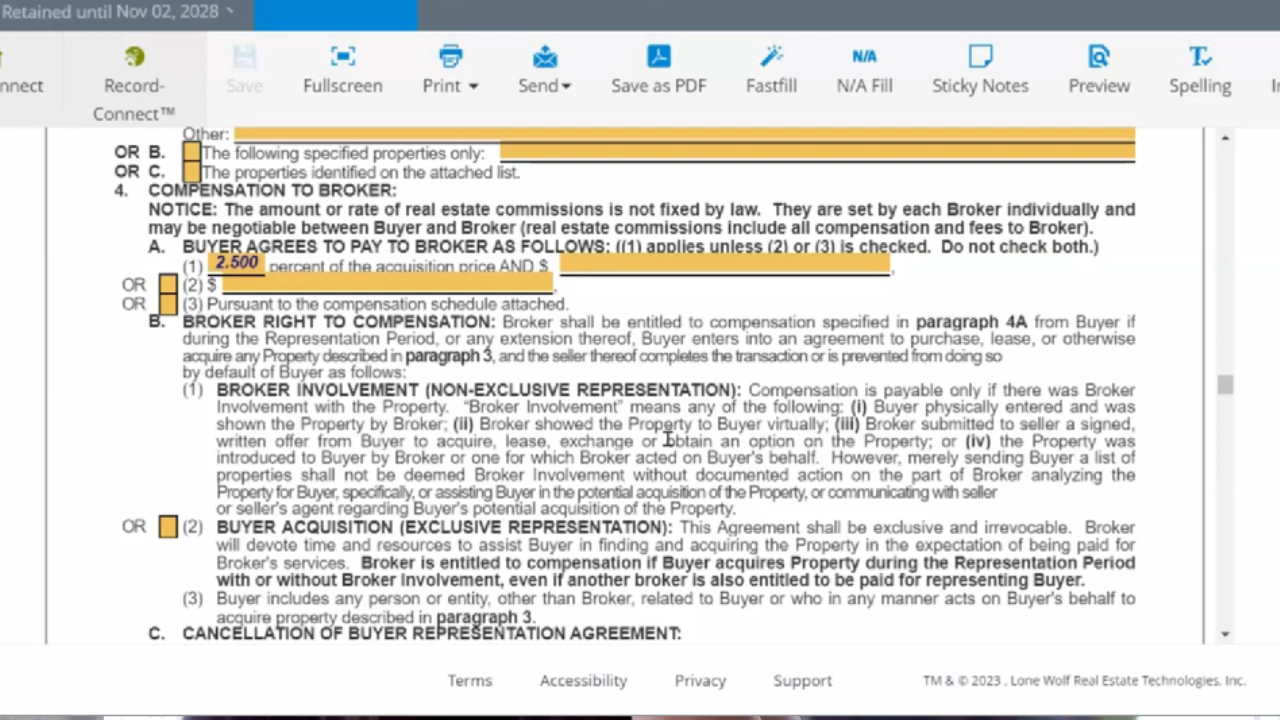 Retained until Nov 02, 2028
nnect
Record-
Connect™
Save
Fullscreen
Print
Send
Save as PDF
N/A
Fastfill
N/A Fill
Sticky Notes
Preview
Spelling
Other:
OR B. The following specified properties only:
OR C. The properties identified on the attached list.
4. COMPENSATION TO BROKER:
NOTICE: The amount or rate of real estate commissions is not fixed by law. They are set by each Broker individually and
may be negotiable between Buyer and Broker (real estate commissions include all compensation and fees to Broker).
A. BUYER AGREES TO PAY TO BROKER AS FOLLOWS: ((1) applies unless (2) or (3) is checked. Do not check both.)
(1) 2.500 percent of the acquisition price AND $ ,
OR (2) $ .
OR (3) Pursuant to the compensation schedule attached.
B. BROKER RIGHT TO COMPENSATION: Broker shall be entitled to compensation specified in paragraph 4A from Buyer if
during the Representation Period, or any extension thereof, Buyer enters into an agreement to purchase, lease, or otherwise
acquire any Property described in paragraph 3, and the seller thereof completes the transaction or is prevented from doing so
by default of Buyer as follows:
(1) BROKER INVOLVEMENT (NON-EXCLUSIVE REPRESENTATION): Compensation is payable only if there was Broker
Involvement with the Property. “Broker Involvement” means any of the following: (i) Buyer physically entered and was
shown the Property by Broker; (ii) Broker showed the Property to Buyer virtually; (iii) Broker submitted to seller a signed,
written offer from Buyer to acquire, lease, exchange or obtain an option on the Property; or (iv) the Property was
introduced to Buyer by Broker or one for which Broker acted on Buyer's behalf. However, merely sending Buyer a list of
properties shall not be deemed Broker Involvement without documented action on the part of Broker analyzing the
Property for Buyer, specifically, or assisting Buyer in the potential acquisition of the Property, or communicating with seller
or seller's agent regarding Buyer's potential acquisition of the Property.
OR (2) BUYER ACQUISITION (EXCLUSIVE REPRESENTATION): This Agreement shall be exclusive and irrevocable. Broker
will devote time and resources to assist Buyer in finding and acquiring the Property in the expectation of being paid for
Broker's services. Broker is entitled to compensation if Buyer acquires Property during the Representation Period
with or without Broker Involvement, even if another broker is also entitled to be paid for representing Buyer.
(3) Buyer includes any person or entity, other than Broker, related to Buyer or who in any manner acts on Buyer's behalf to
acquire property described in paragraph 3.
C. CANCELLATION OF BUYER REPRESENTATION AGREEMENT:
Terms
Accessibility
Privacy
Support
TM & © 2023 . Lone Wolf Real Estate Technologies, Inc.